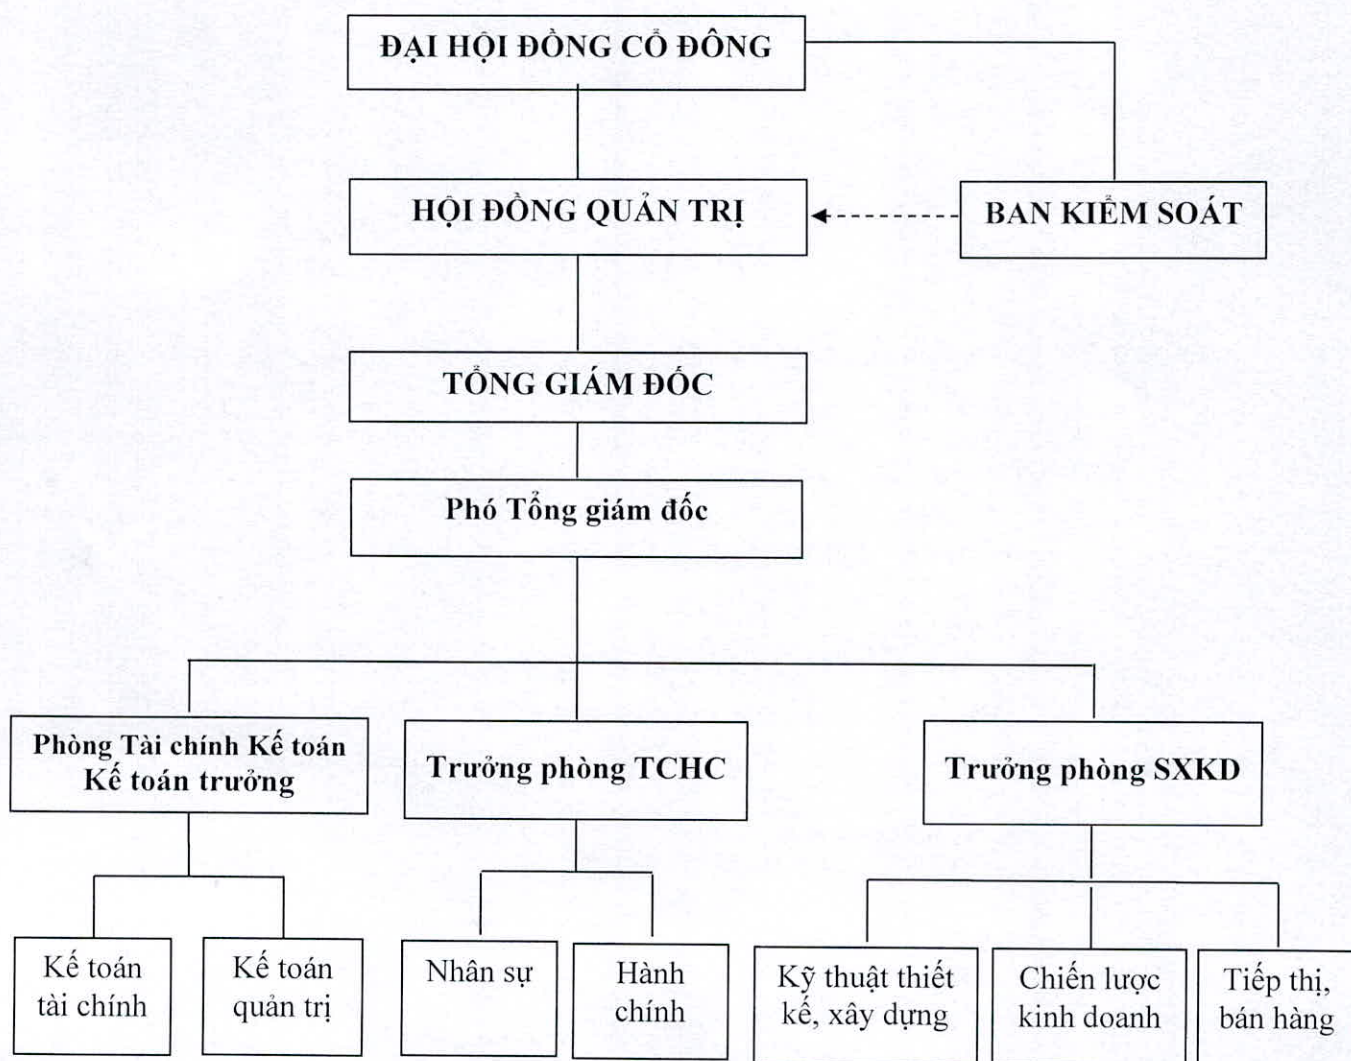 ĐẠI HỘI ĐỒNG CỔ ĐÔNG
HỘI ĐỒNG QUẢN TRỊ
BAN KIỂM SOÁT
TỔNG GIÁM ĐỐC
Phó Tổng giám đốc
Phòng Tài chính Kế toán
Kế toán trưởng
Trưởng phòng TCHC
Trưởng phòng SXKD
Kế toán
tài chính
Kế toán
quản trị
Nhân sự
Hành
chính
Kỹ thuật thiết
kế, xây dựng
Chiến lược
kinh doanh
Tiếp thị,
bán hàng